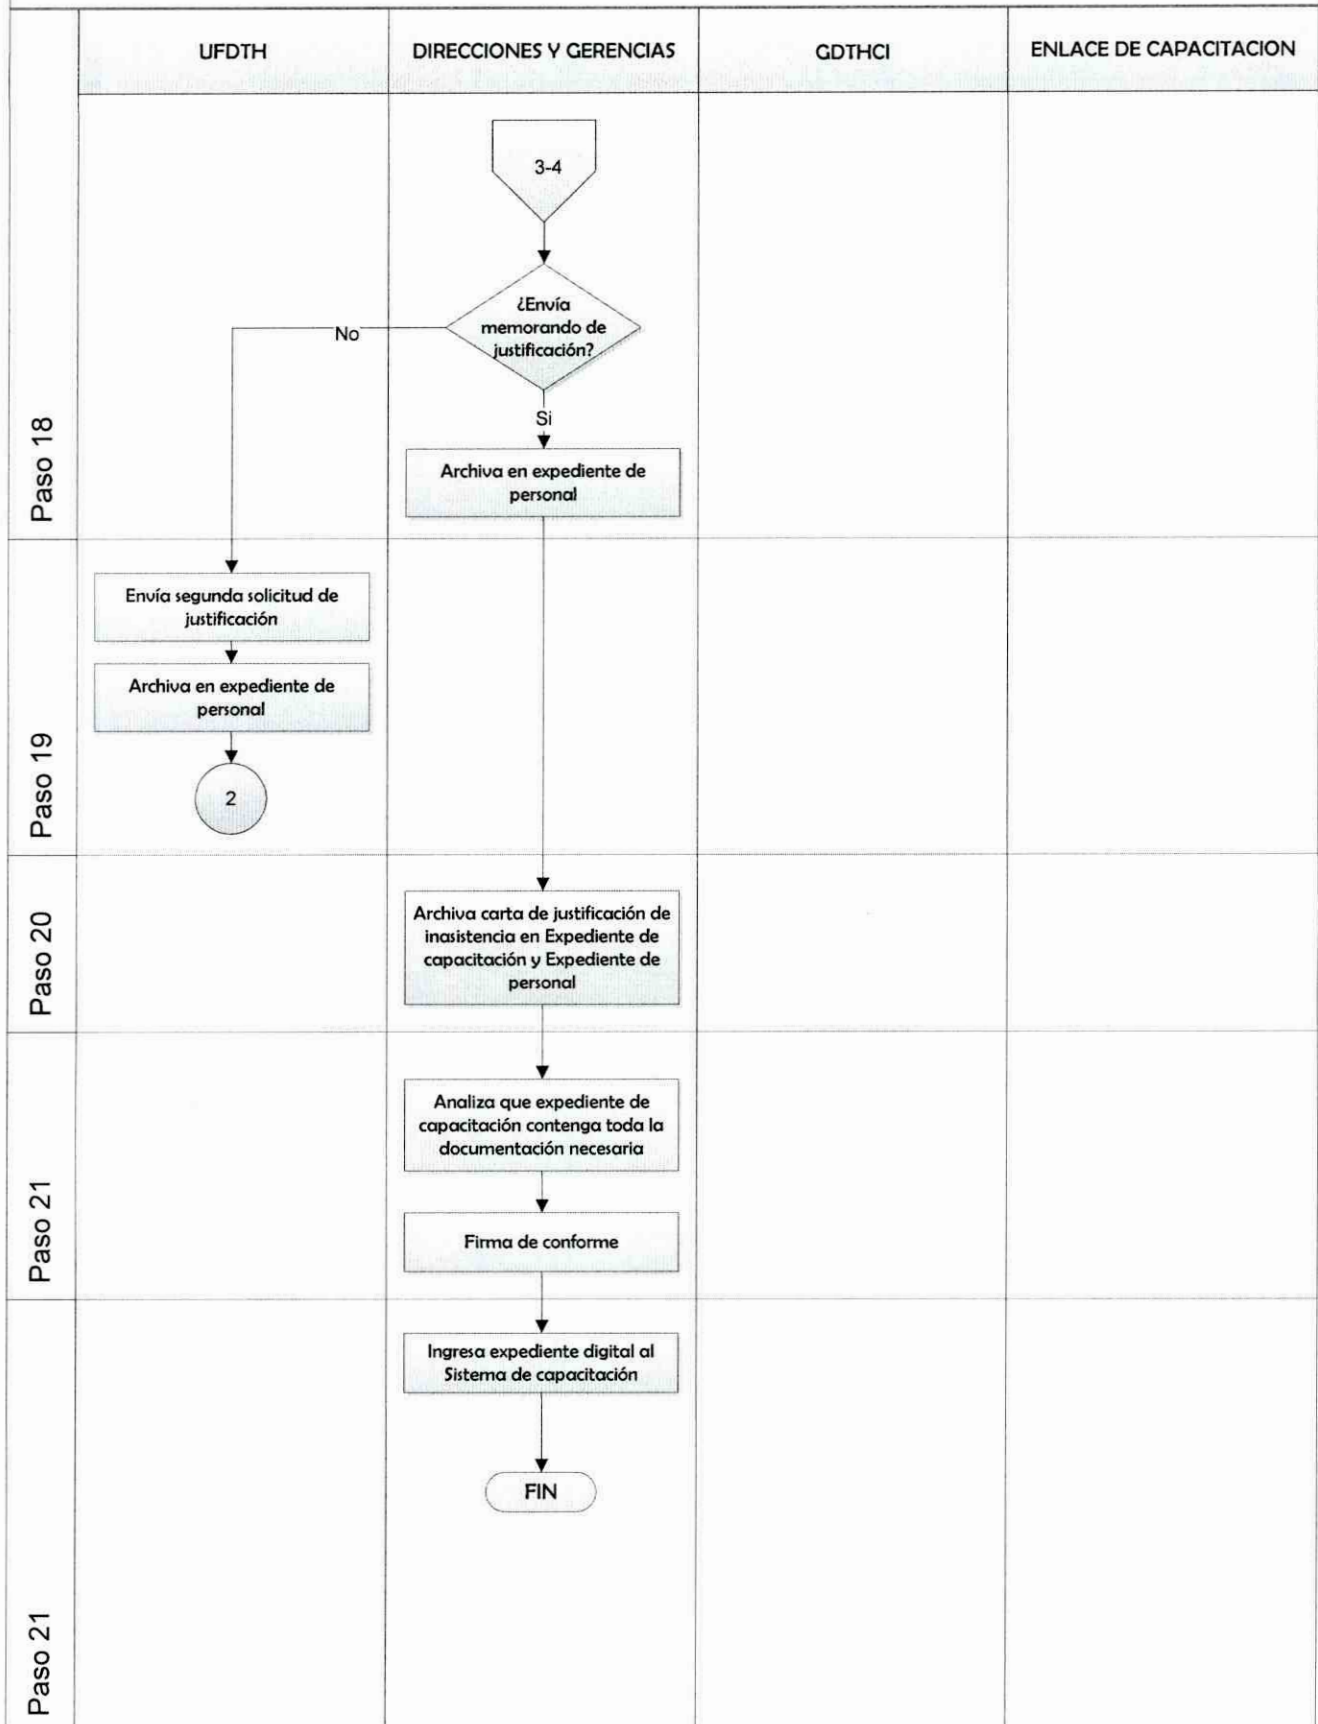 UFDTH
DIRECCIONES Y GERENCIAS
GDTHCI
ENLACE DE CAPACITACION
Paso 18
3-4
¿Envía
memorando de
justificación?
No
Si
Archiva en expediente de
personal
Paso 19
Envía segunda solicitud de
justificación
Archiva en expediente de
personal
2
Paso 20
Archiva carta de justificación de
inasistencia en Expediente de
capacitación y Expediente de
personal
Paso 21
Analiza que expediente de
capacitación contenga toda la
documentación necesaria
Firma de conforme
Paso 21
Ingresa expediente digital al
Sistema de capacitación
FIN